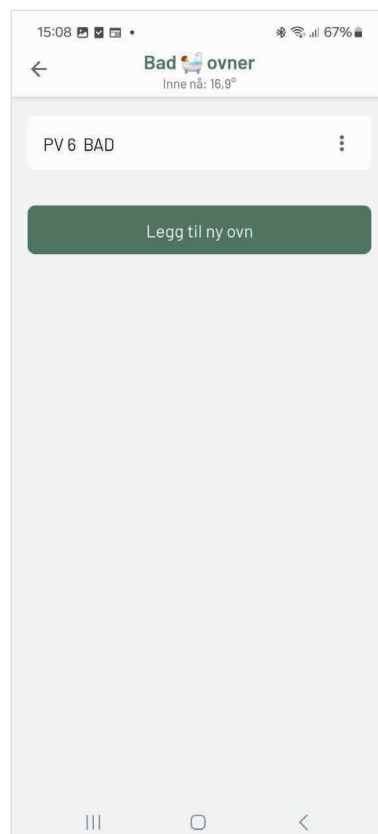 15:08
67%
Bad 🛀 ovner
Inne nå: 16,9°
PV 6 BAD
Legg til ny ovn